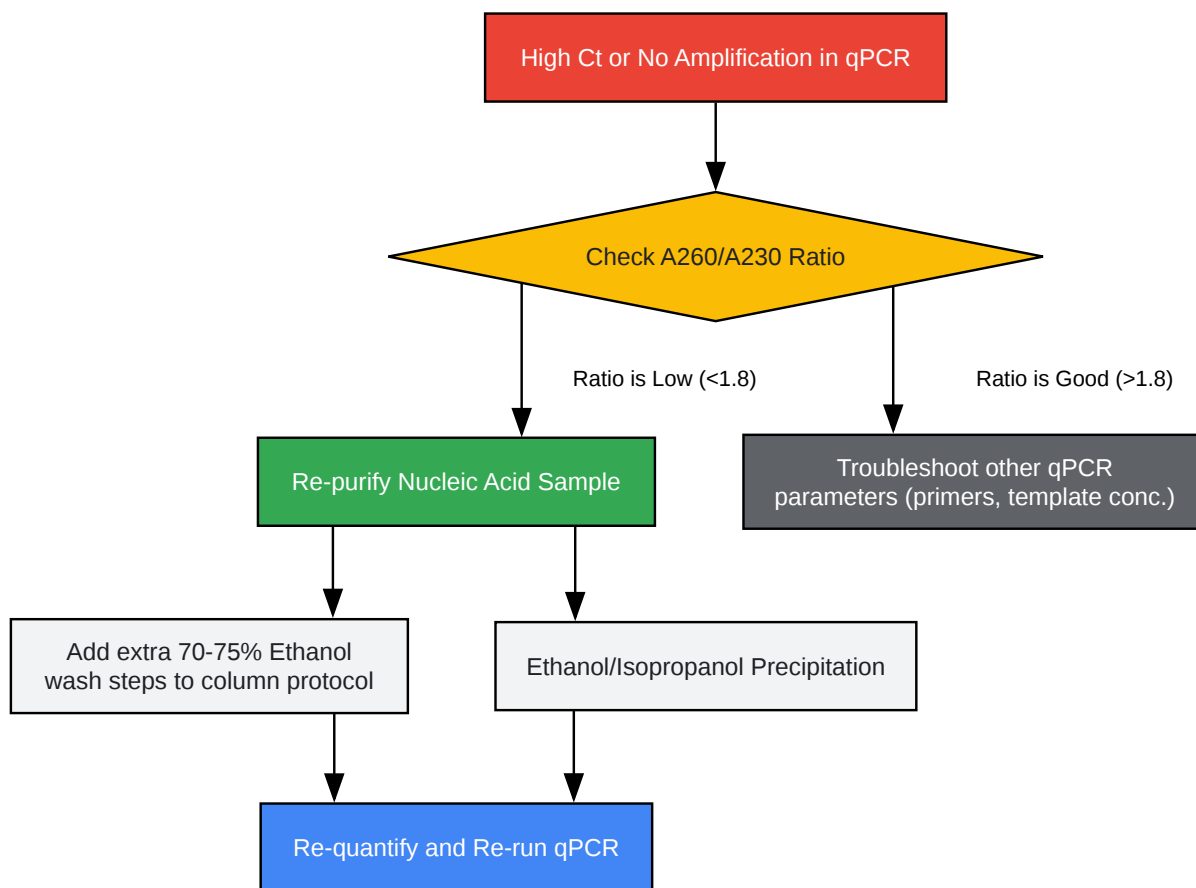 High Ct or No Amplification in qPCR
Check A260/A230 Ratio
Ratio is Low (<1.8)
Ratio is Good (>1.8)
Re-purify Nucleic Acid Sample
Troubleshoot other qPCR
parameters (primers, template conc.)
Add extra 70-75% Ethanol
wash steps to column protocol
Ethanol/Isopropanol Precipitation
Re-quantify and Re-run qPCR